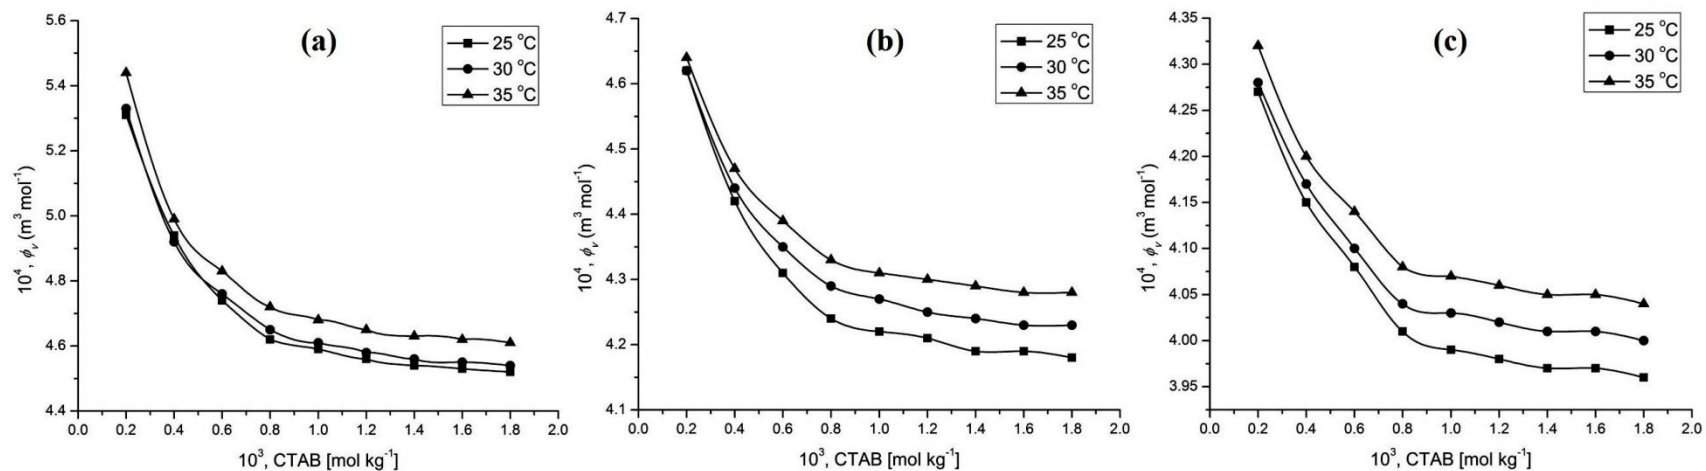 (a)
25 °C
30 °C
35 °C
5.6
5.4
5.2
5.0
4.8
4.6
4.4
10⁴, ϕᵥ (m³ mol⁻¹)
0.0 0.2 0.4 0.6 0.8 1.0 1.2 1.4 1.6 1.8 2.0
10³, CTAB [mol kg⁻¹]
(b)
25 °C
30 °C
35 °C
4.7
4.6
4.5
4.4
4.3
4.2
4.1
10⁴, ϕᵥ (m³ mol⁻¹)
0.0 0.2 0.4 0.6 0.8 1.0 1.2 1.4 1.6 1.8 2.0
10³, CTAB [mol kg⁻¹]
(c)
25 °C
30 °C
35 °C
4.35
4.30
4.25
4.20
4.15
4.10
4.05
4.00
3.95
10⁴, ϕᵥ (m³ mol⁻¹)
0.0 0.2 0.4 0.6 0.8 1.0 1.2 1.4 1.6 1.8 2.0
10³, CTAB [mol kg⁻¹]